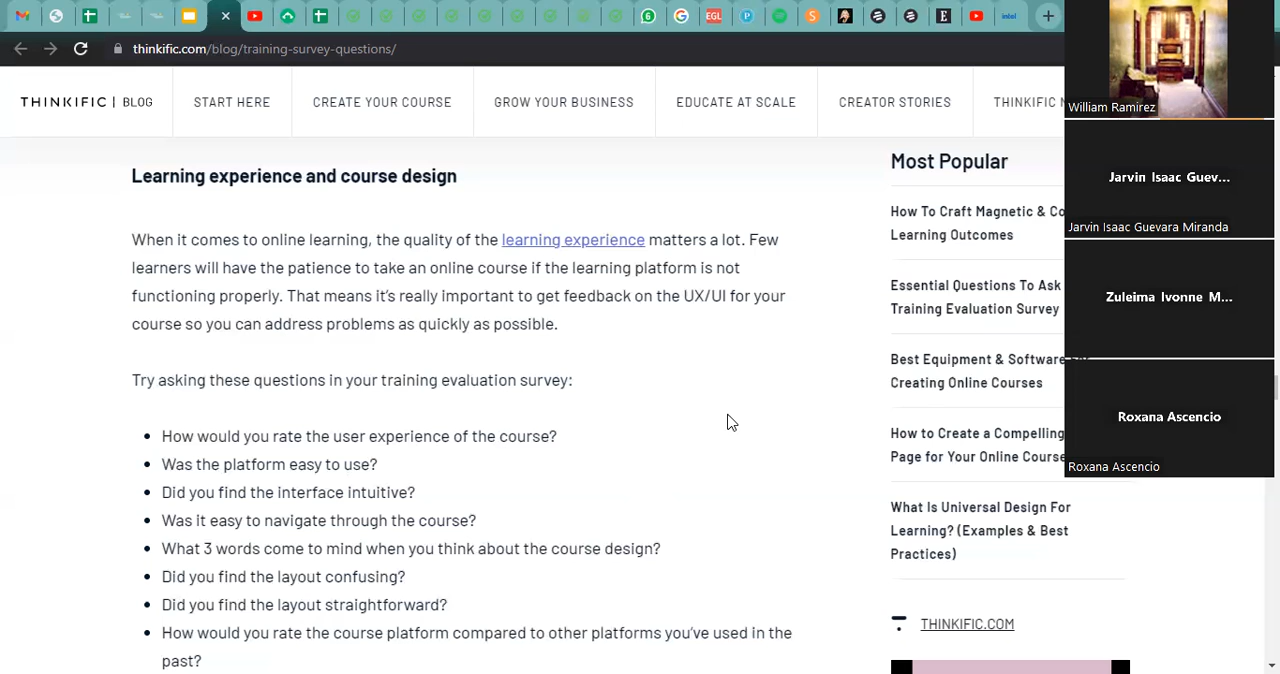 6
EGL
P
S
E
intel
thinkific.com/blog/training-survey-questions/
THINKIFIC | BLOG
START HERE
CREATE YOUR COURSE
GROW YOUR BUSINESS
EDUCATE AT SCALE
CREATOR STORIES
THINKIFIC
Learning experience and course design
When it comes to online learning, the quality of the learning experience matters a lot. Few
learners will have the patience to take an online course if the learning platform is not
functioning properly. That means it's really important to get feedback on the UX/UI for your
course so you can address problems as quickly as possible.
Try asking these questions in your training evaluation survey:
• How would you rate the user experience of the course?
• Was the platform easy to use?
• Did you find the interface intuitive?
• Was it easy to navigate through the course?
• What 3 words come to mind when you think about the course design?
• Did you find the layout confusing?
• Did you find the layout straightforward?
• How would you rate the course platform compared to other platforms you've used in the
past?
Most Popular
How To Craft Magnetic & Co
Learning Outcomes
Essential Questions To Ask
Training Evaluation Survey
Best Equipment & Software
Creating Online Courses
How to Create a Compelling
Page for Your Online Course
What Is Universal Design For
Learning? (Examples & Best
Practices)
THINKIFIC.COM
William Ramirez
Jarvin Isaac Guev...
Jarvin Isaac Guevara Miranda
Zuleima Ivonne M...
Roxana Ascencio
Roxana Ascencio